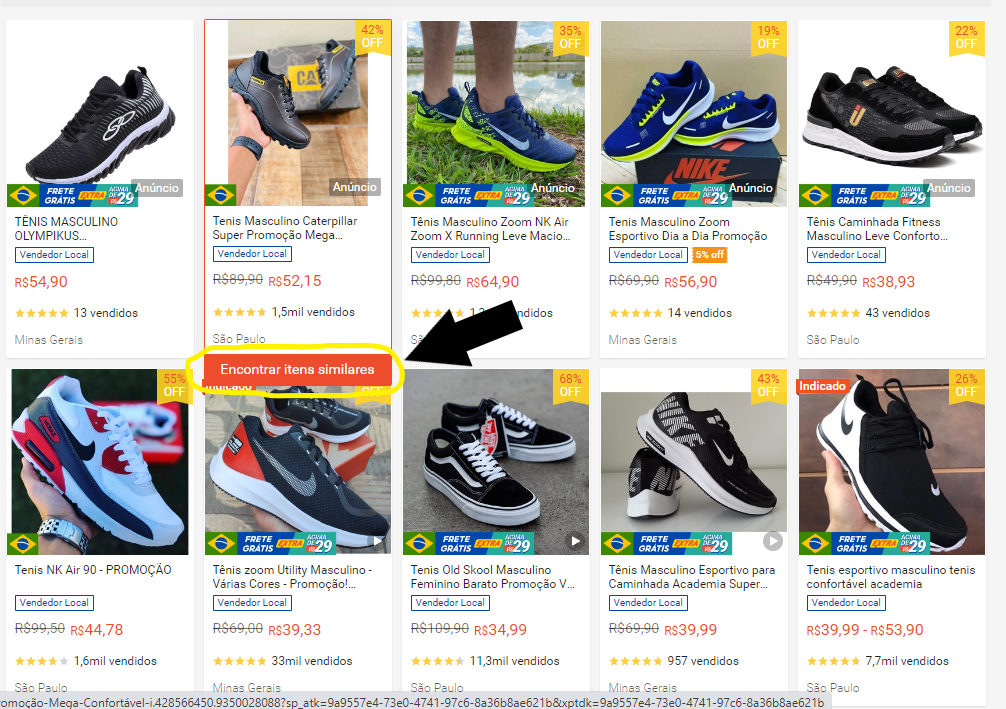 42%
OFF
35%
OFF
19%
OFF
22%
OFF
CAT
NIKE
FRETE GRÁTIS EXTRA ACIMA DE R$29
Anúncio
Anúncio
FRETE GRÁTIS EXTRA ACIMA DE R$29
Anúncio
FRETE GRÁTIS EXTRA ACIMA DE R$29
Anúncio
FRETE GRÁTIS EXTRA ACIMA DE R$29
Anúncio
TÊNIS MASCULINO
OLYMPIKUS...
Vendedor Local
R$54,90
13 vendidos
Minas Gerais
Tenis Masculino Caterpillar
Super Promoção Mega...
Vendedor Local
R$89,90 R$52,15
1,5mil vendidos
São Paulo
Encontrar itens similares
Tênis Masculino Zoom NK Air
Zoom X Running Leve Macio...
Vendedor Local
R$99,80 R$64,90
vendidos
Tenis Masculino Zoom
Esportivo Dia a Dia Promoção
Vendedor Local 5% off
R$69,90 R$56,90
14 vendidos
Minas Gerais
Tênis Caminhada Fitness
Masculino Leve Conforto...
Vendedor Local
R$49,90 R$38,93
43 vendidos
São Paulo
55%
OFF
Indicado
OFF
68%
OFF
43%
OFF
Indicado
26%
OFF
FRETE GRÁTIS EXTRA ACIMA DE R$29
FRETE GRÁTIS EXTRA ACIMA DE R$29
FRETE GRÁTIS EXTRA ACIMA DE R$29
FRETE GRÁTIS EXTRA ACIMA DE R$29
Tenis NK Air 90 - PROMOÇÃO
Vendedor Local
R$99,50 R$44,78
1,6mil vendidos
São Paulo
Tênis zoom Utility Masculino -
Várias Cores - Promoção!...
Vendedor Local
R$69,00 R$39,33
33mil vendidos
Minas Gerais
Tenis Old Skool Masculino
Feminino Barato Promoção V...
Vendedor Local
R$109,90 R$34,99
11,3mil vendidos
São Paulo
Tênis Masculino Esportivo para
Caminhada Academia Super...
Vendedor Local
R$69,90 R$39,99
957 vendidos
Minas Gerais
Tenis esportivo masculino tenis
confortável academia
Vendedor Local
R$39,99 - R$53,90
7,7mil vendidos
São Paulo
omoção-Mega-Confortável-i.428566450.9350028088?sp_atk=9a9557e4-73e0-4741-97c6-8a36b8ae621b&xptdk=9a9557e4-73e0-4741-97c6-8a36b8ae621b